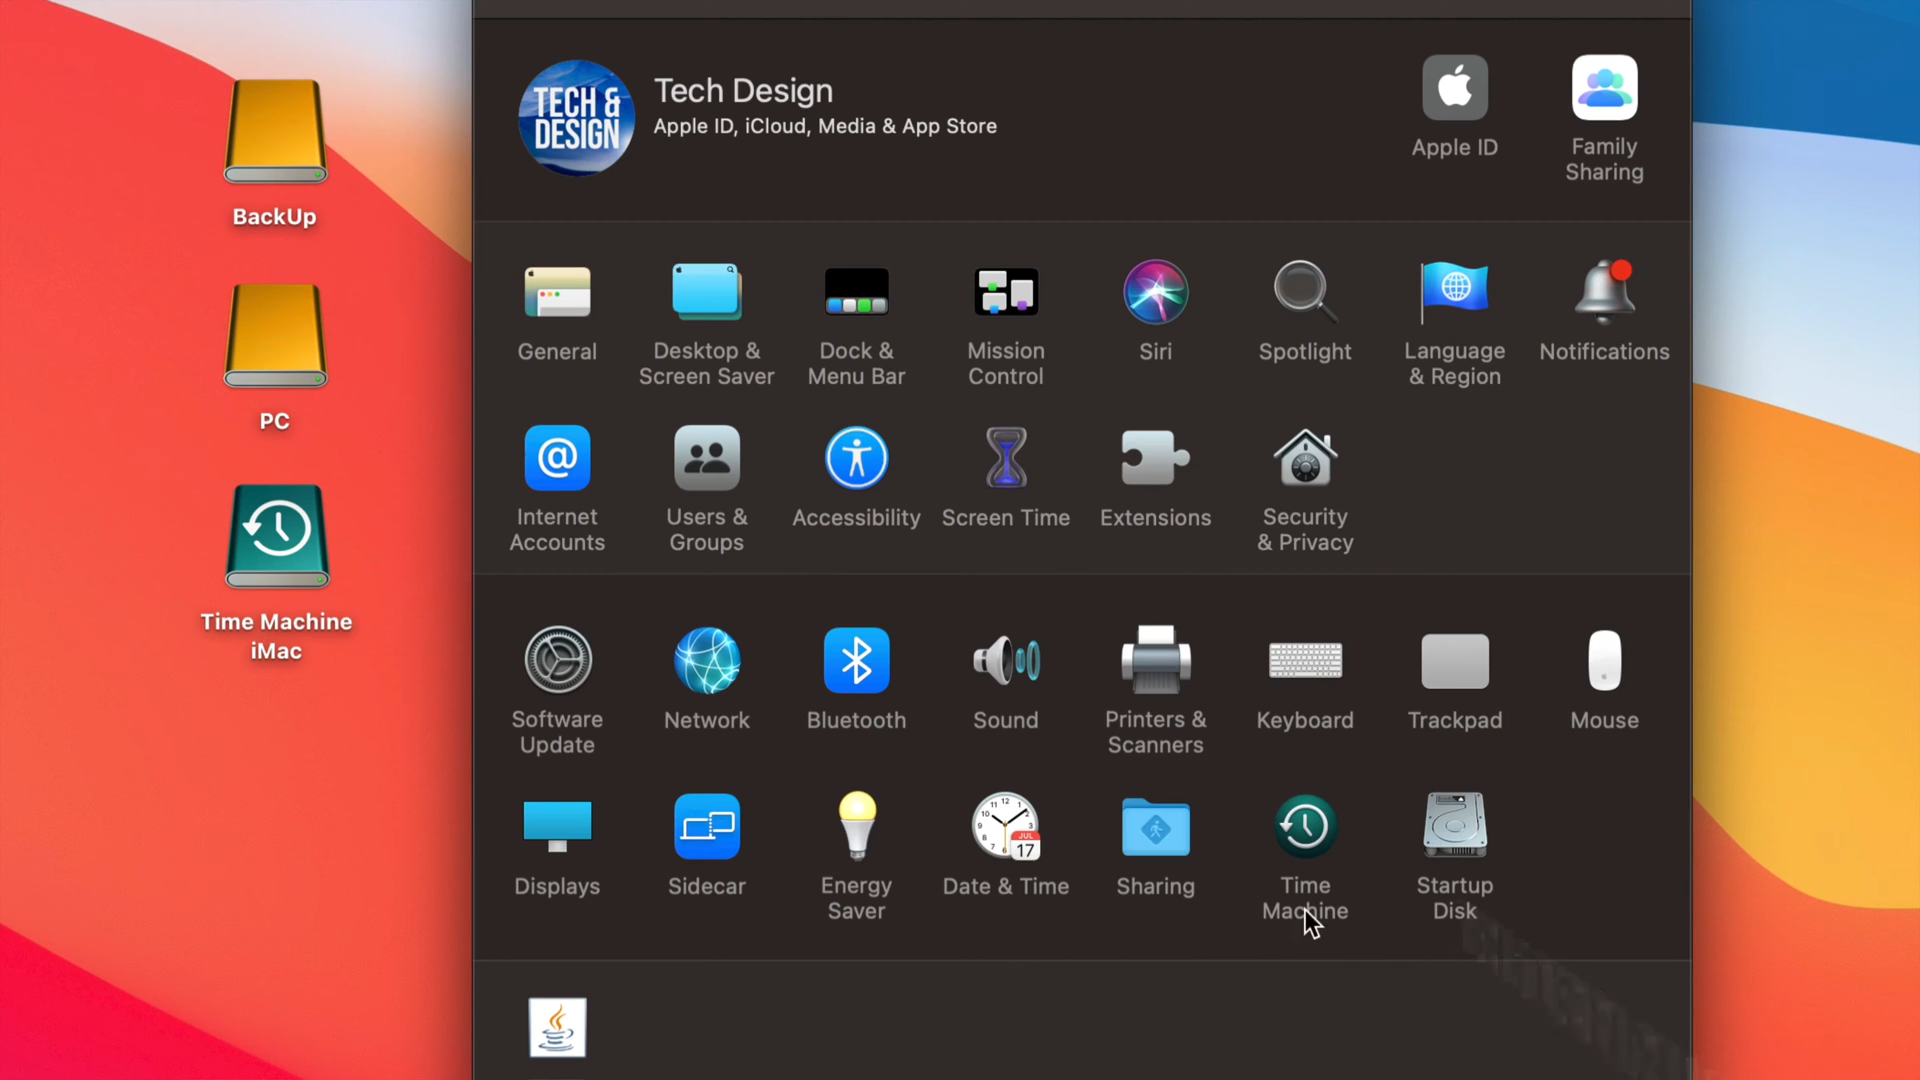 TECH &
DESIGN
Tech Design
Apple ID, iCloud, Media & App Store
Apple ID
Family
Sharing
BackUp
PC
Time Machine
iMac
General
Desktop &
Screen Saver
Dock &
Menu Bar
Mission
Control
Siri
Spotlight
Language
& Region
Notifications
Internet
Accounts
Users &
Groups
Accessibility
Screen Time
Extensions
Security
& Privacy
Software
Update
Network
Bluetooth
Sound
Printers &
Scanners
Keyboard
Trackpad
Mouse
Displays
Sidecar
Energy
Saver
JUL
17
Date & Time
Sharing
Time
Machine
Startup
Disk